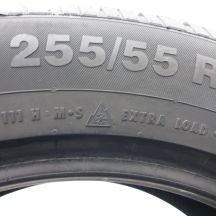 255/55 R
111 H · M+S EXTRA LOAD